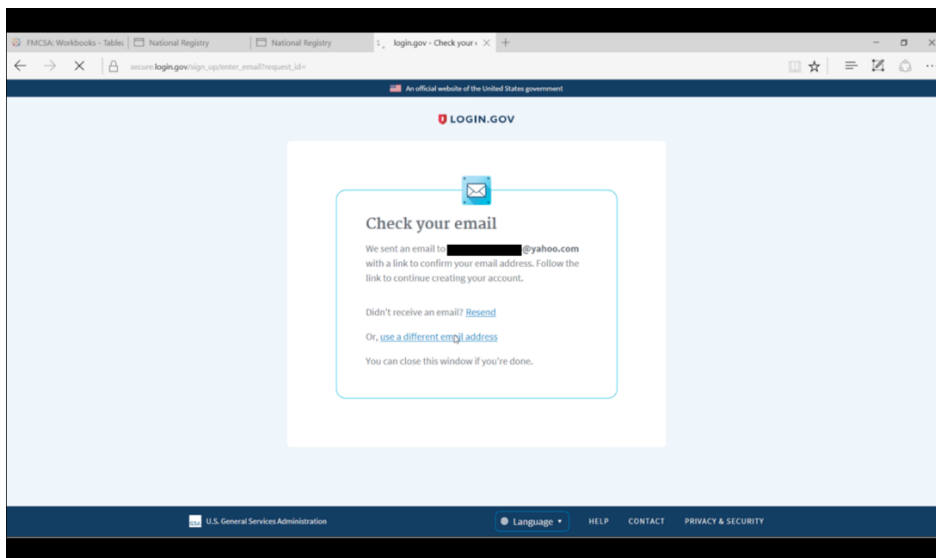 FMCSA: Workbooks - Tables
National Registry
National Registry
login.gov - Check your
secure.login.gov/sign_up/enter_email?request_id=
An official website of the United States government
LOGIN.GOV
Check your email
We sent an email to @yahoo.com
with a link to confirm your email address. Follow the
link to continue creating your account.
Didn't receive an email? Resend
Or, use a different email address
You can close this window if you're done.
GSA U.S. General Services Administration
Language
HELP
CONTACT
PRIVACY & SECURITY